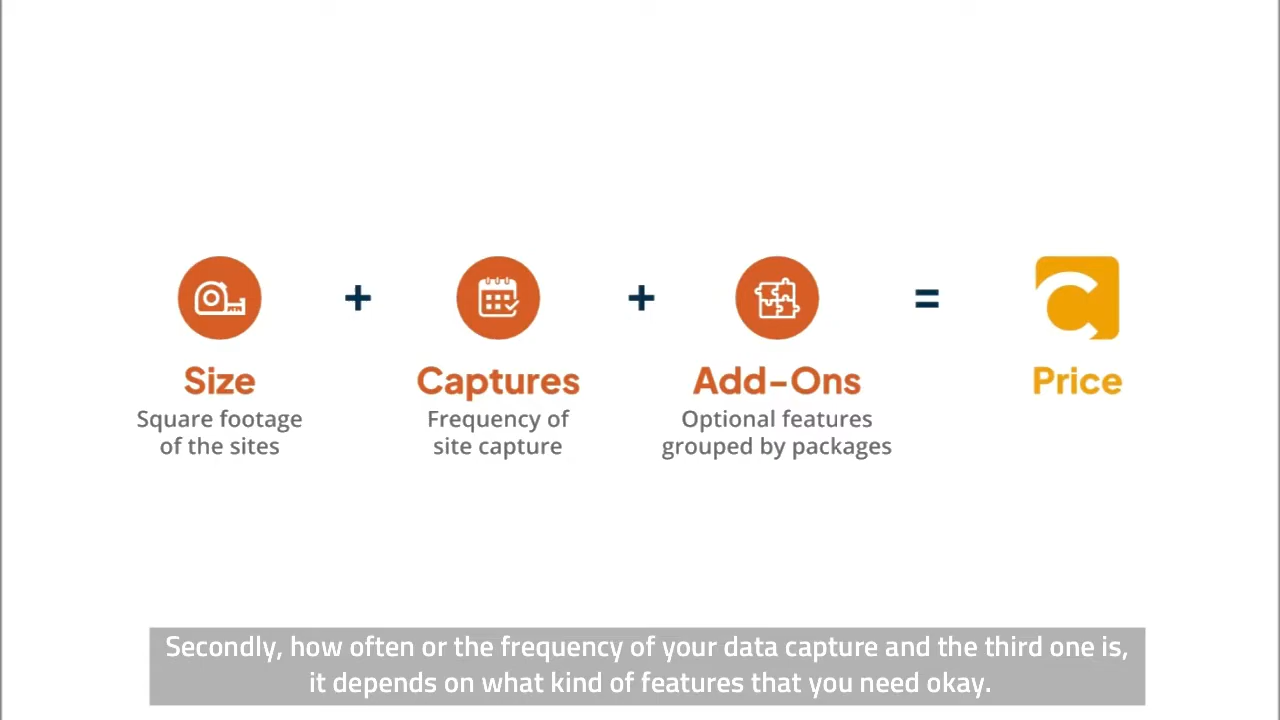 + + =
Size Captures Add-Ons Price
Square footage
of the sites
Frequency of
site capture
Optional features
grouped by packages
Secondly, how often or the frequency of your data capture and the third one is,
it depends on what kind of features that you need okay.